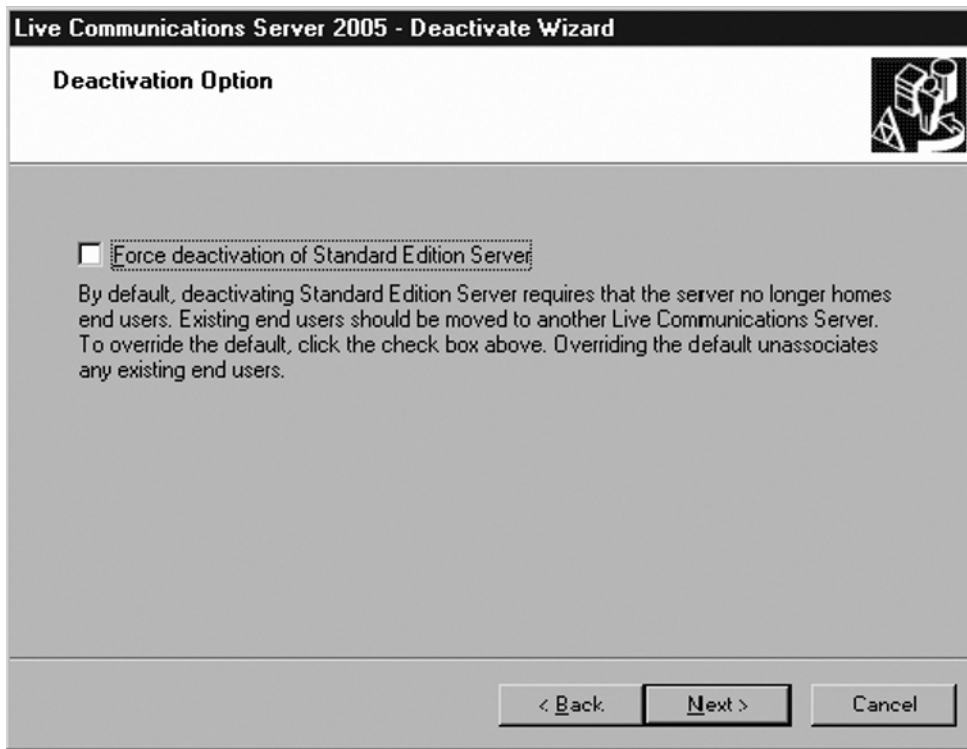 Live Communications Server 2005 - Deactivate Wizard
Deactivation Option
Force deactivation of Standard Edition Server
By default, deactivating Standard Edition Server requires that the server no longer homes
end users. Existing end users should be moved to another Live Communications Server.
To override the default, click the check box above. Overriding the default unassociates
any existing end users.
< Back
Next >
Cancel